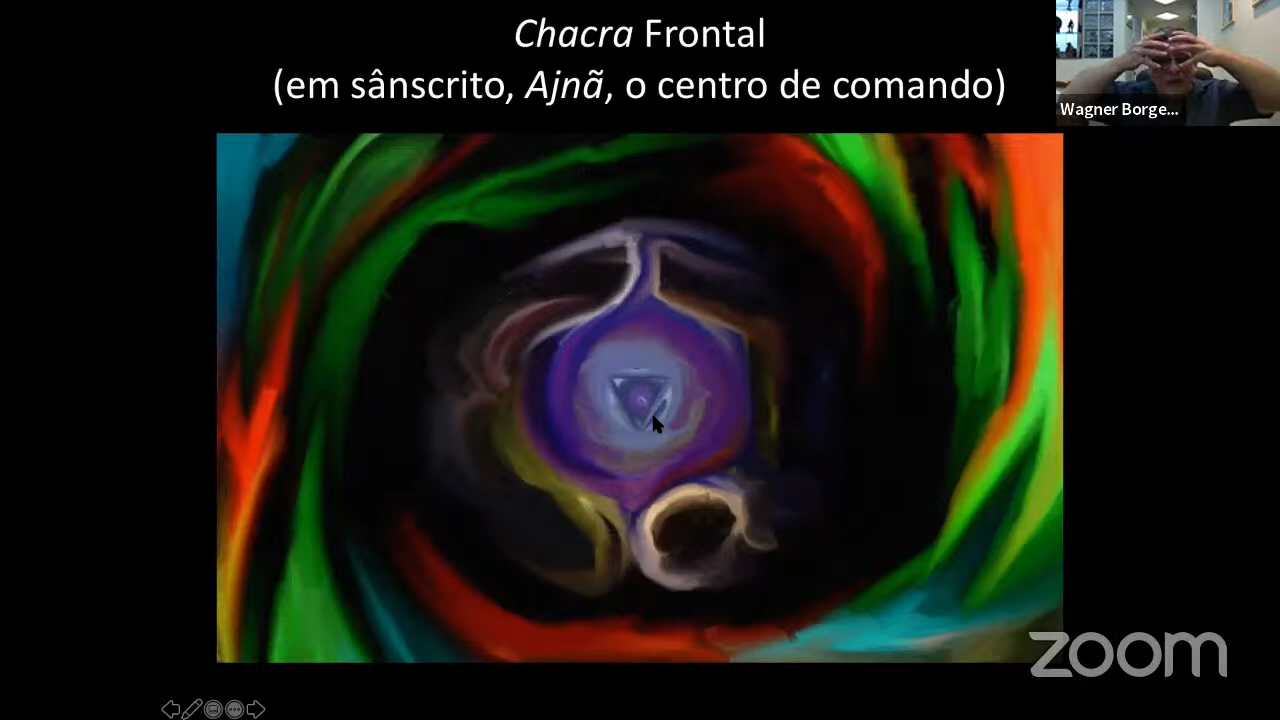 Chacra Frontal
(em sânscrito, Ajnã, o centro de comando)
Wagner Borge...
zoom